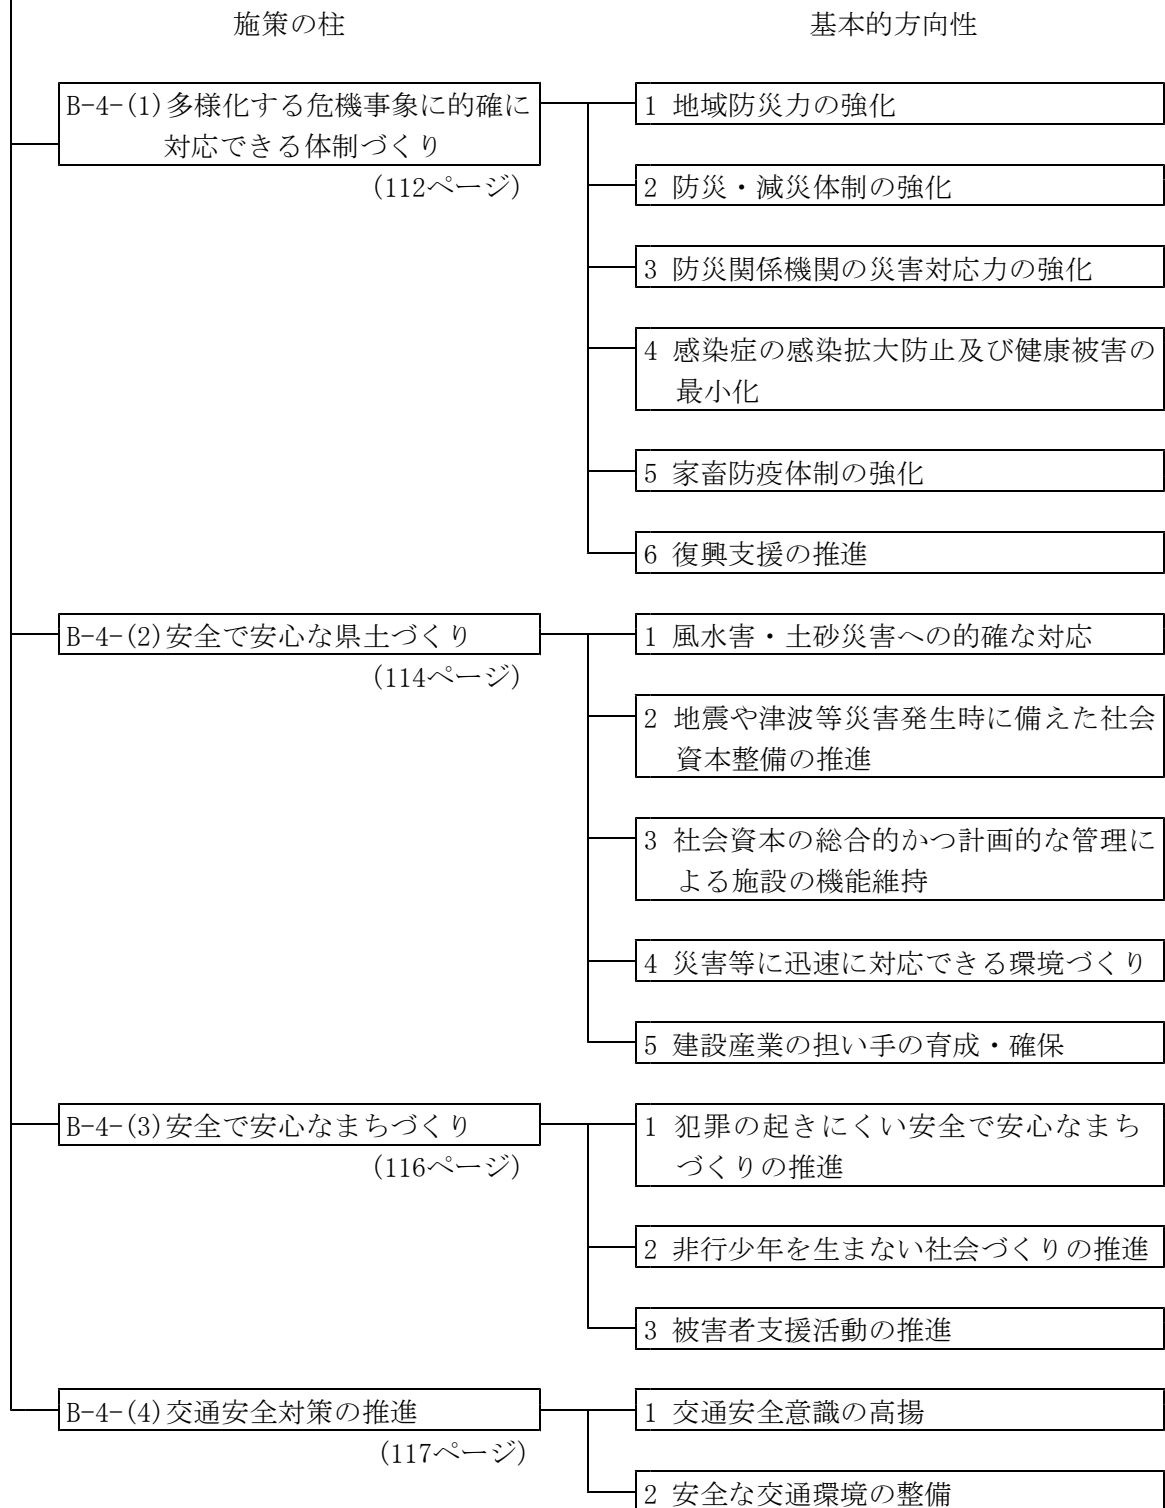 施策の柱
基本的方向性
B-4-(1)多様化する危機事象に的確に
対応できる体制づくり
(112ページ)
1 地域防災力の強化
2 防災・減災体制の強化
3 防災関係機関の災害対応力の強化
4 感染症の感染拡大防止及び健康被害の
最小化
5 家畜防疫体制の強化
6 復興支援の推進
B-4-(2)安全で安心な県土づくり
(114ページ)
1 風水害・土砂災害への的確な対応
2 地震や津波等災害発生時に備えた社会
資本整備の推進
3 社会資本の総合的かつ計画的な管理に
よる施設の機能維持
4 災害等に迅速に対応できる環境づくり
5 建設産業の担い手の育成・確保
B-4-(3)安全で安心なまちづくり
(116ページ)
1 犯罪の起きにくい安全で安心なまち
づくりの推進
2 非行少年を生まない社会づくりの推進
3 被害者支援活動の推進
B-4-(4)交通安全対策の推進
(117ページ)
1 交通安全意識の高揚
2 安全な交通環境の整備